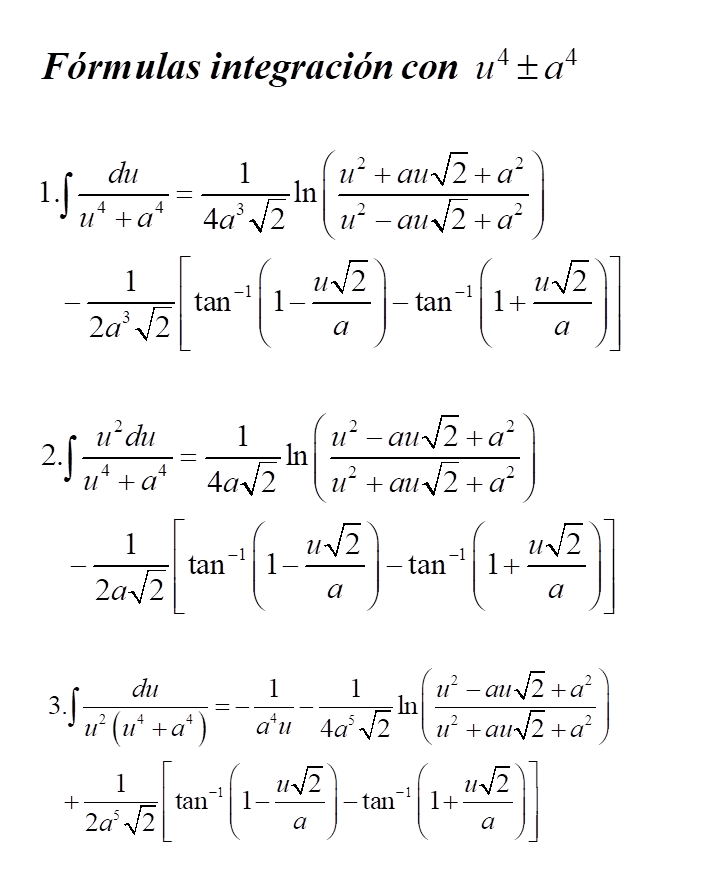 Fórmulas integración con u⁴ ± a⁴
1. ∫ du/(u⁴ + a⁴) = 1/(4a³√2) ln((u² + au√2 + a²)/(u² − au√2 + a²))
− 1/(2a³√2) [tan⁻¹(1 − u√2/a) − tan⁻¹(1 + u√2/a)]
2. ∫ u²du/(u⁴ + a⁴) = 1/(4a√2) ln((u² − au√2 + a²)/(u² + au√2 + a²))
− 1/(2a√2) [tan⁻¹(1 − u√2/a) − tan⁻¹(1 + u√2/a)]
3. ∫ du/(u²(u⁴ + a⁴)) = − 1/(a⁴u) − 1/(4a⁵√2) ln((u² − au√2 + a²)/(u² + au√2 + a²))
+ 1/(2a⁵√2) [tan⁻¹(1 − u√2/a) − tan⁻¹(1 + u√2/a)]